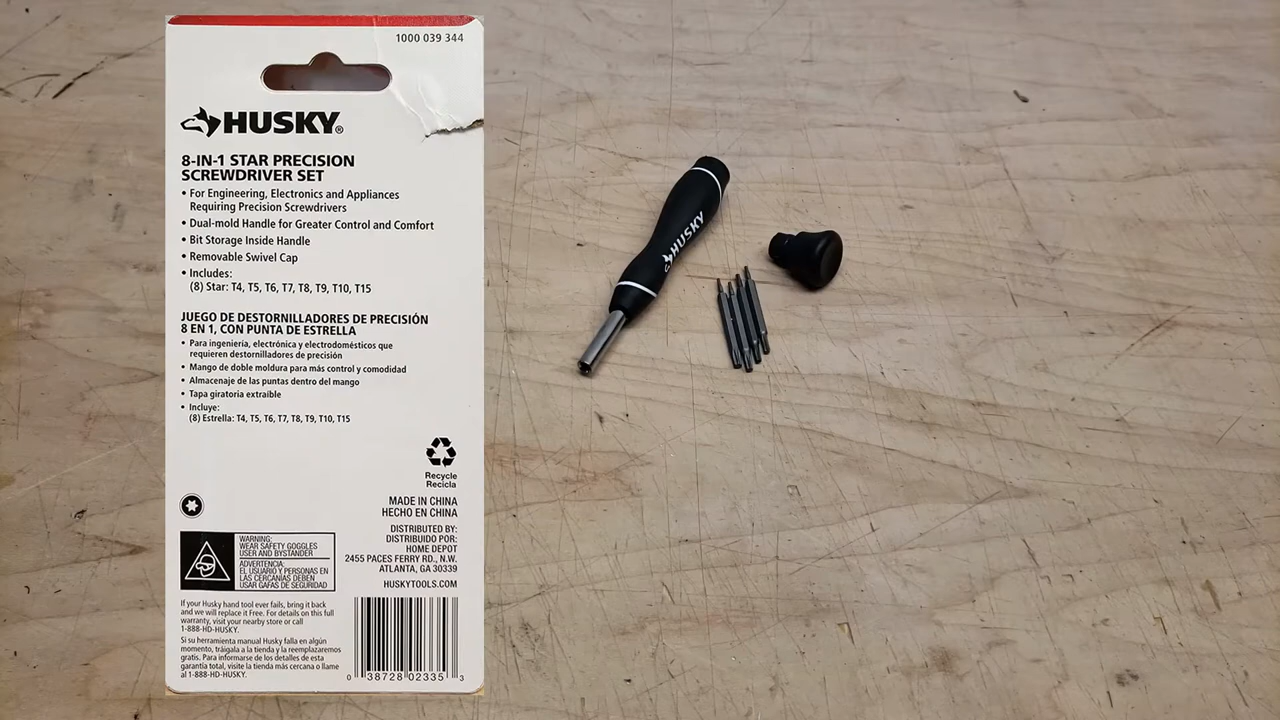 1000 039 344
HUSKY®
8-IN-1 STAR PRECISION
SCREWDRIVER SET
• For Engineering, Electronics and Appliances
Requiring Precision Screwdrivers
• Dual-mold Handle for Greater Control and Comfort
• Bit Storage Inside Handle
• Removable Swivel Cap
• Includes:
(8) Star: T4, T5, T6, T7, T8, T9, T10, T15
JUEGO DE DESTORNILLADORES DE PRECISIÓN
8 EN 1, CON PUNTA DE ESTRELLA
• Para ingeniería, electrónica y electrodomésticos que
requieren destornilladores de precisión
• Mango de doble moldura para más control y comodidad
• Almacenaje de las puntas dentro del mango
• Tapa giratoria extraíble
• Incluye:
(8) Estrella: T4, T5, T6, T7, T8, T9, T10, T15
Recycle
Recicla
MADE IN CHINA
HECHO EN CHINA
DISTRIBUTED BY:
DISTRIBUIDO POR:
HOME DEPOT
2455 PACES FERRY RD., N.W.
ATLANTA, GA 30339
HUSKYTOOLS.COM
WARNING:
WEAR SAFETY GOGGLES
USER AND BYSTANDER
ADVERTENCIA:
EL USUARIO Y PERSONAS EN
LAS CERCANÍAS DEBEN
USAR GAFAS DE SEGURIDAD
If your Husky hand tool ever fails, bring it back
and we will replace it Free. For details on this full
warranty, visit your nearby store or call
1-888-HD-HUSKY.
Si su herramienta manual Husky falla en algún
momento, tráigala a la tienda y la reemplazaremos
gratis. Para informarse de los detalles de esta
garantía total, visite la tienda más cercana o llame
al 1-888-HD-HUSKY.
0 38728 02335 3
HUSKY